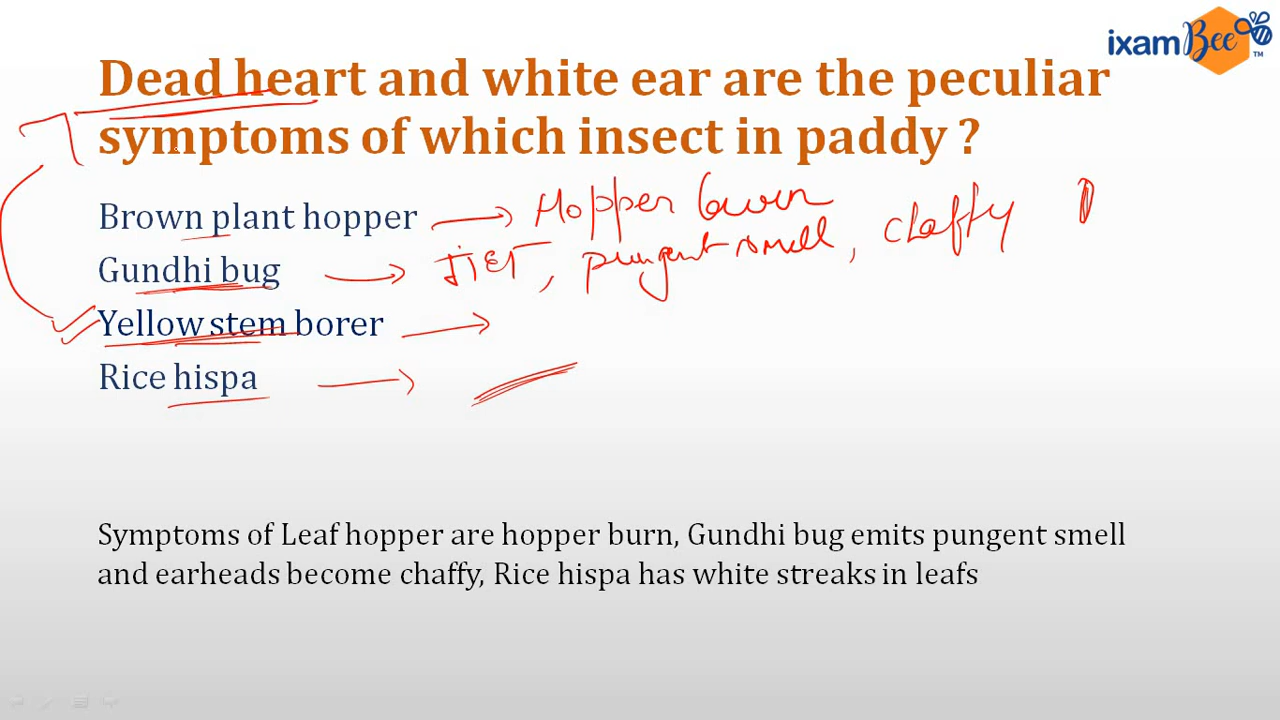 ixamBee™
Dead heart and white ear are the peculiar
symptoms of which insect in paddy ?
Brown plant hopper → Hopper burn
Gundhi bug → , pungent smell, chaffy
Yellow stem borer →
Rice hispa →
Symptoms of Leaf hopper are hopper burn, Gundhi bug emits pungent smell
and earheads become chaffy, Rice hispa has white streaks in leafs